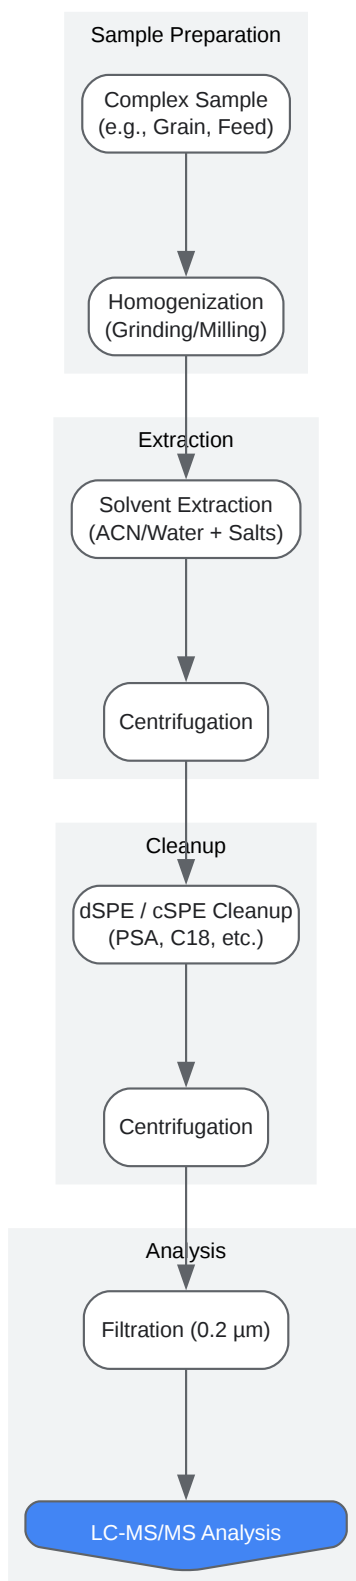 Sample Preparation
Complex Sample
(e.g., Grain, Feed)
Homogenization
(Grinding/Milling)
Extraction
Solvent Extraction
(ACN/Water + Salts)
Centrifugation
Cleanup
dSPE / cSPE Cleanup
(PSA, C18, etc.)
Centrifugation
Analysis
Filtration (0.2 µm)
LC-MS/MS Analysis